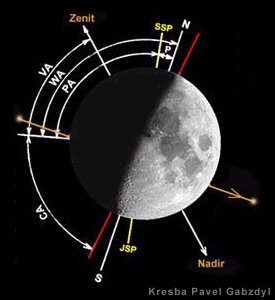 Zenit
SSP
N
P
VA
WA
PA
CA
JSP
Nadir
S
Kresba Pavel Gabzdyl